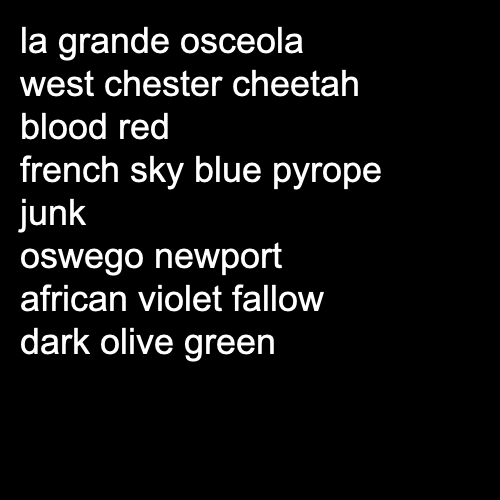 la grande osceola
west chester cheetah
blood red
french sky blue pyrope
junk
oswego newport
african violet fallow
dark olive green